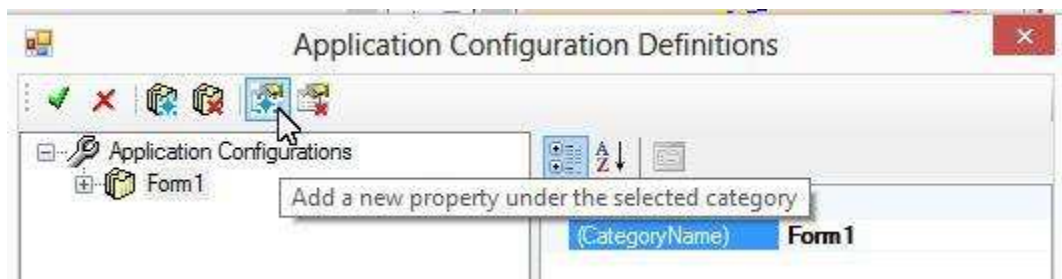 Application Configuration Definitions
Application Configurations
Form1
Add a new property under the selected category
(CategoryName) Form1